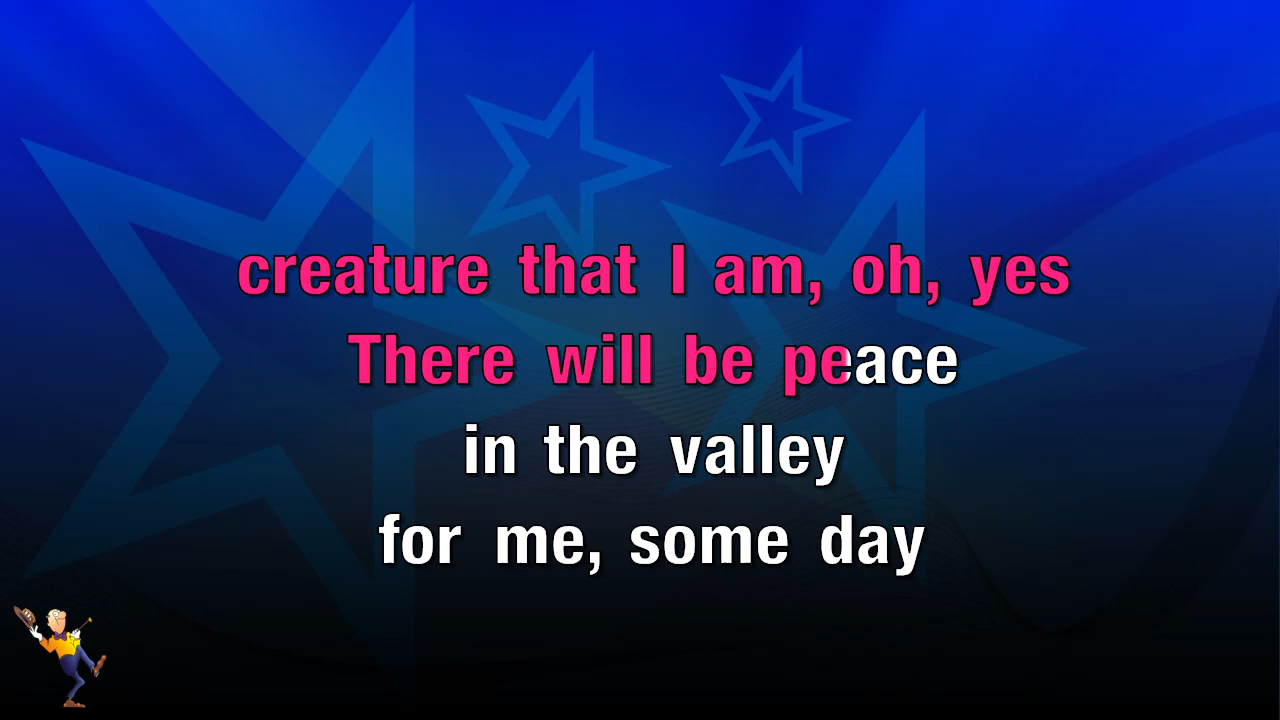 creature that I am, oh, yes
There will be peace
in the valley
for me, some day